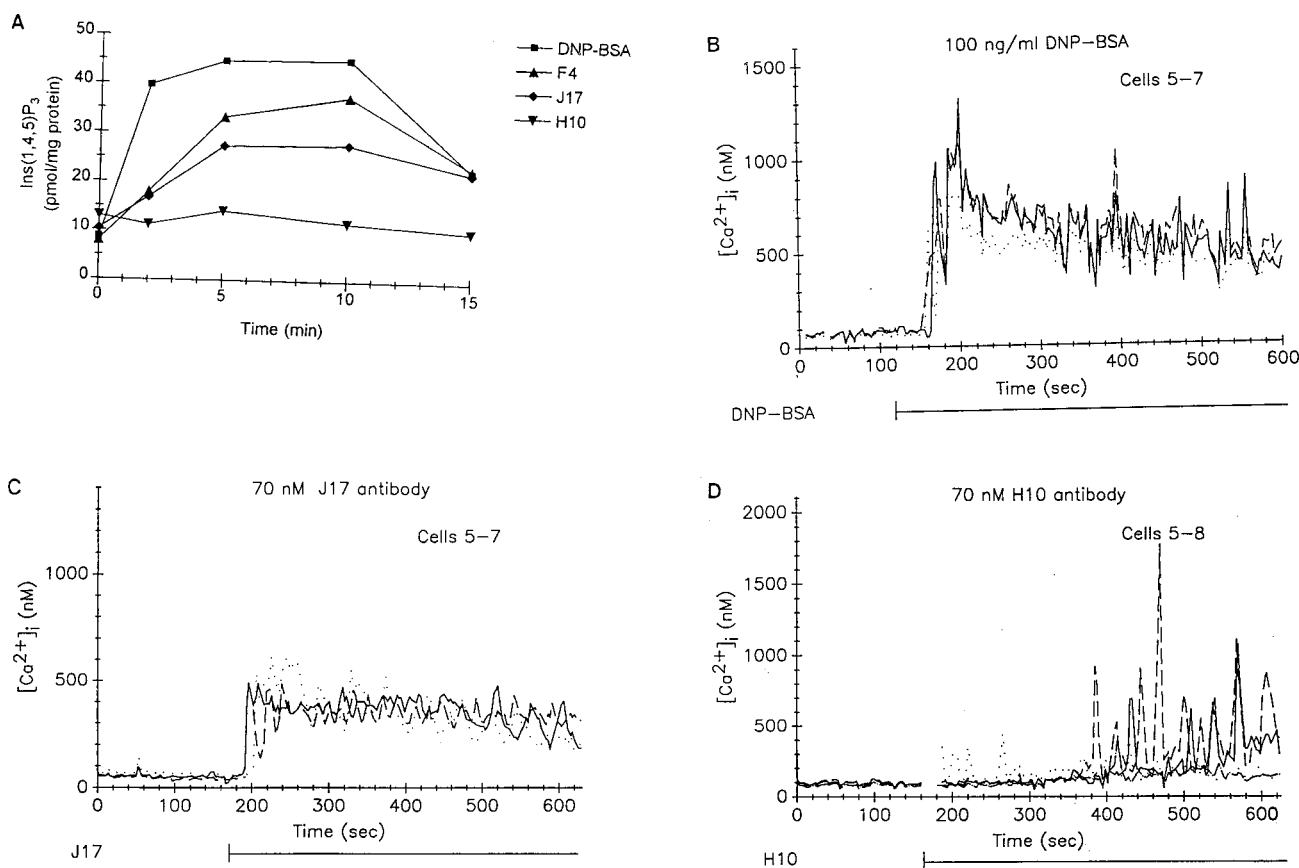 A
50
40
30
20
10
0
Ins(1,4,5)P3
(pmol/mg protein)
0 5 10 15
Time (min)
DNP-BSA
F4
J17
H10
B
100 ng/ml DNP-BSA
Cells 5-7
1500
1000
500
0
[Ca2+]i (nM)
0 100 200 300 400 500 600
Time (sec)
DNP-BSA
C
70 nM J17 antibody
Cells 5-7
1000
500
0
[Ca2+]i (nM)
0 100 200 300 400 500 600
Time (sec)
J17
D
70 nM H10 antibody
Cells 5-8
2000
1500
1000
500
0
[Ca2+]i (nM)
0 100 200 300 400 500 600
Time (sec)
H10